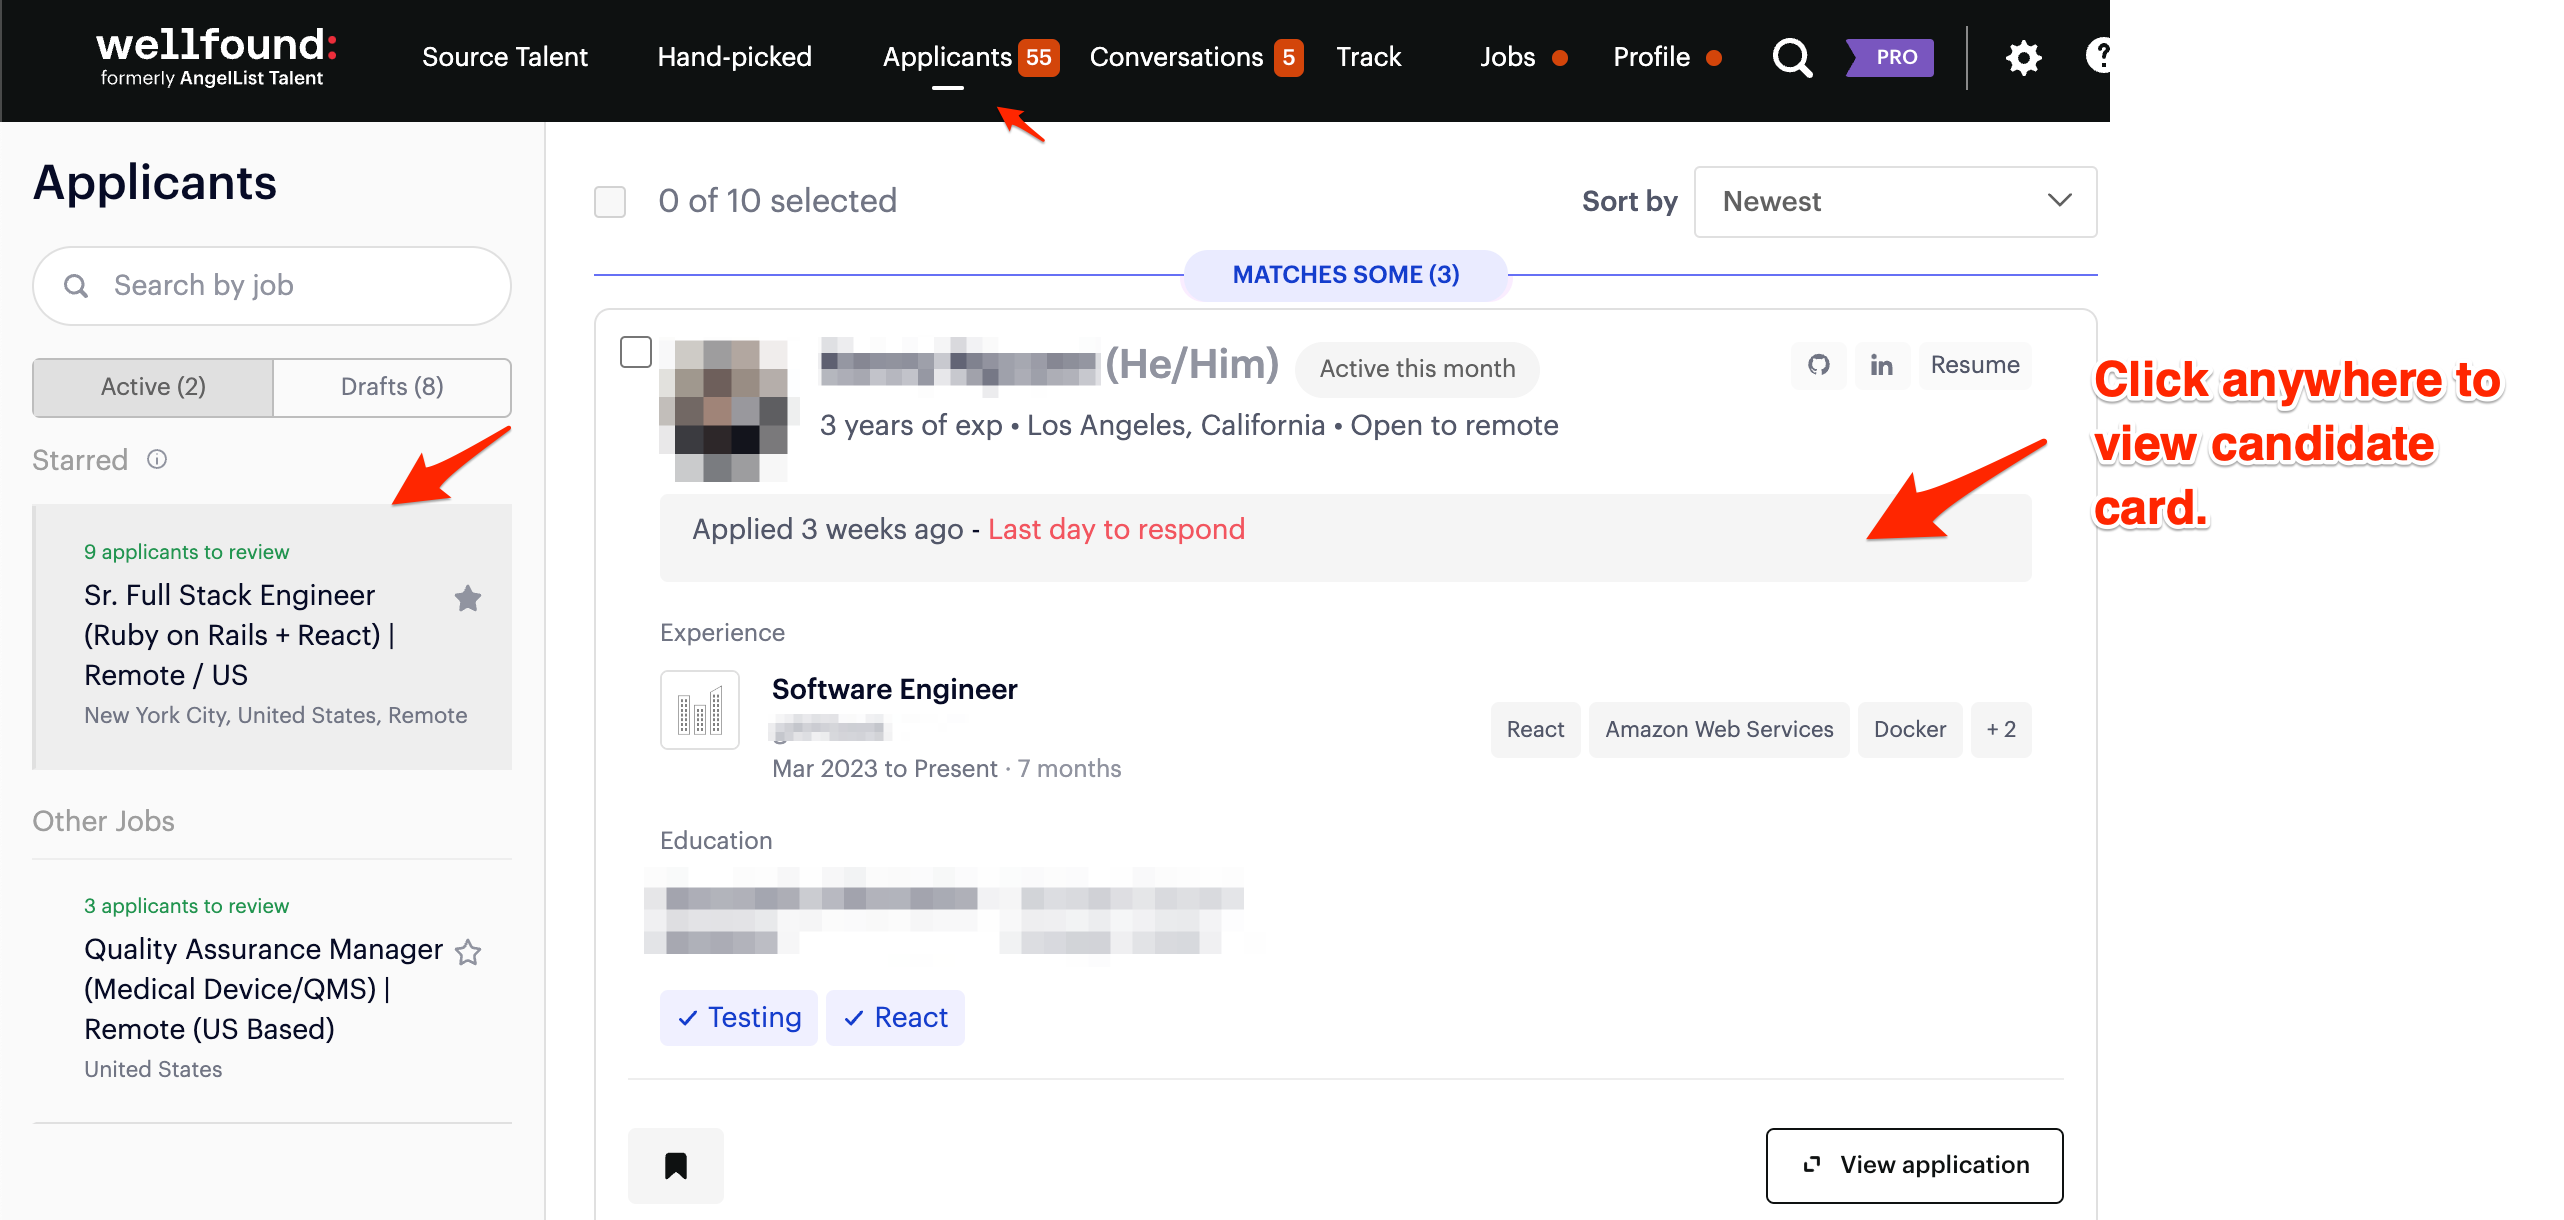 wellfound:
formerly AngelList Talent
Source Talent
Hand-picked
Applicants 55
Conversations 5
Track
Jobs
Profile
PRO
?
Applicants
Search by job
Active (2)
Drafts (8)
Starred
9 applicants to review
Sr. Full Stack Engineer
(Ruby on Rails + React) |
Remote / US
New York City, United States, Remote
Other Jobs
3 applicants to review
Quality Assurance Manager
(Medical Device/QMS) |
Remote (US Based)
United States
0 of 10 selected
Sort by
Newest
MATCHES SOME (3)
(He/Him)
Active this month
in
Resume
3 years of exp • Los Angeles, California • Open to remote
Applied 3 weeks ago - Last day to respond
Experience
Software Engineer
Mar 2023 to Present · 7 months
React
Amazon Web Services
Docker
+ 2
Education
Testing
React
View application
Click anywhere to
view candidate
card.